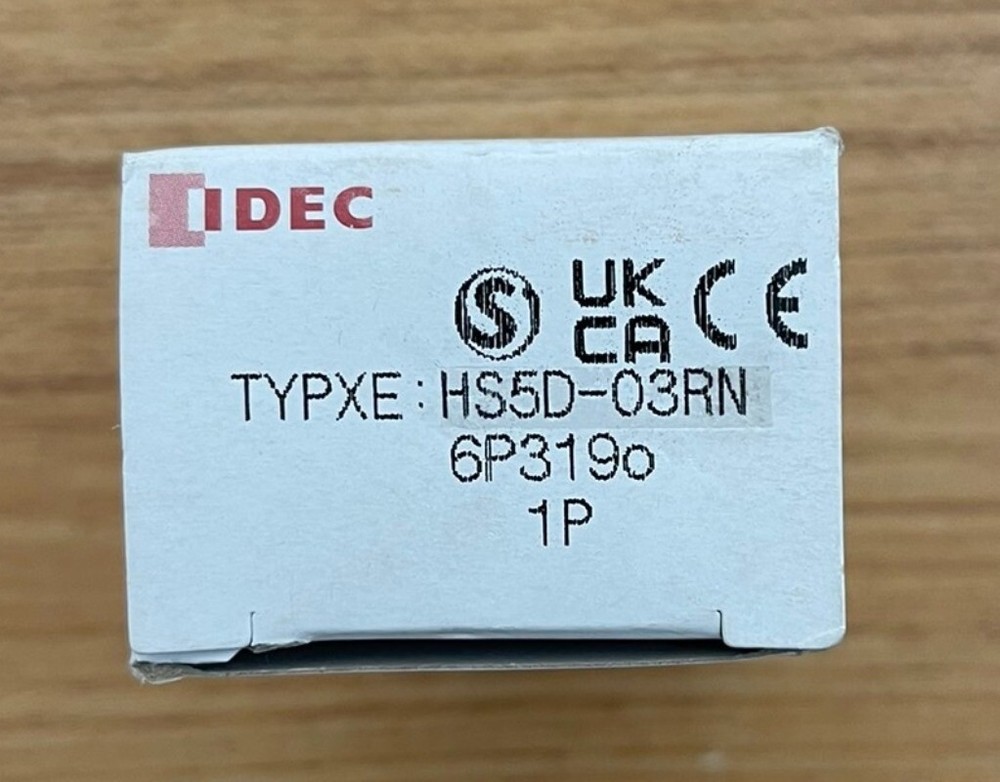 IDEC
S UK CA CE
TYPXE: HS5D-03RN
6P319o
1P